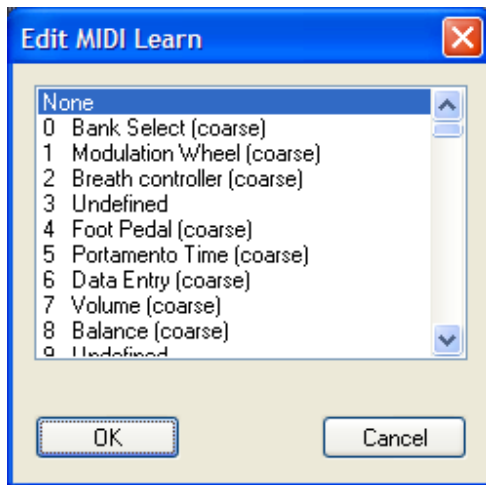 Edit MIDI Learn
None
0 Bank Select (coarse)
1 Modulation Wheel (coarse)
2 Breath controller (coarse)
3 Undefined
4 Foot Pedal (coarse)
5 Portamento Time (coarse)
6 Data Entry (coarse)
7 Volume (coarse)
8 Balance (coarse)
9 Undefined
OK Cancel